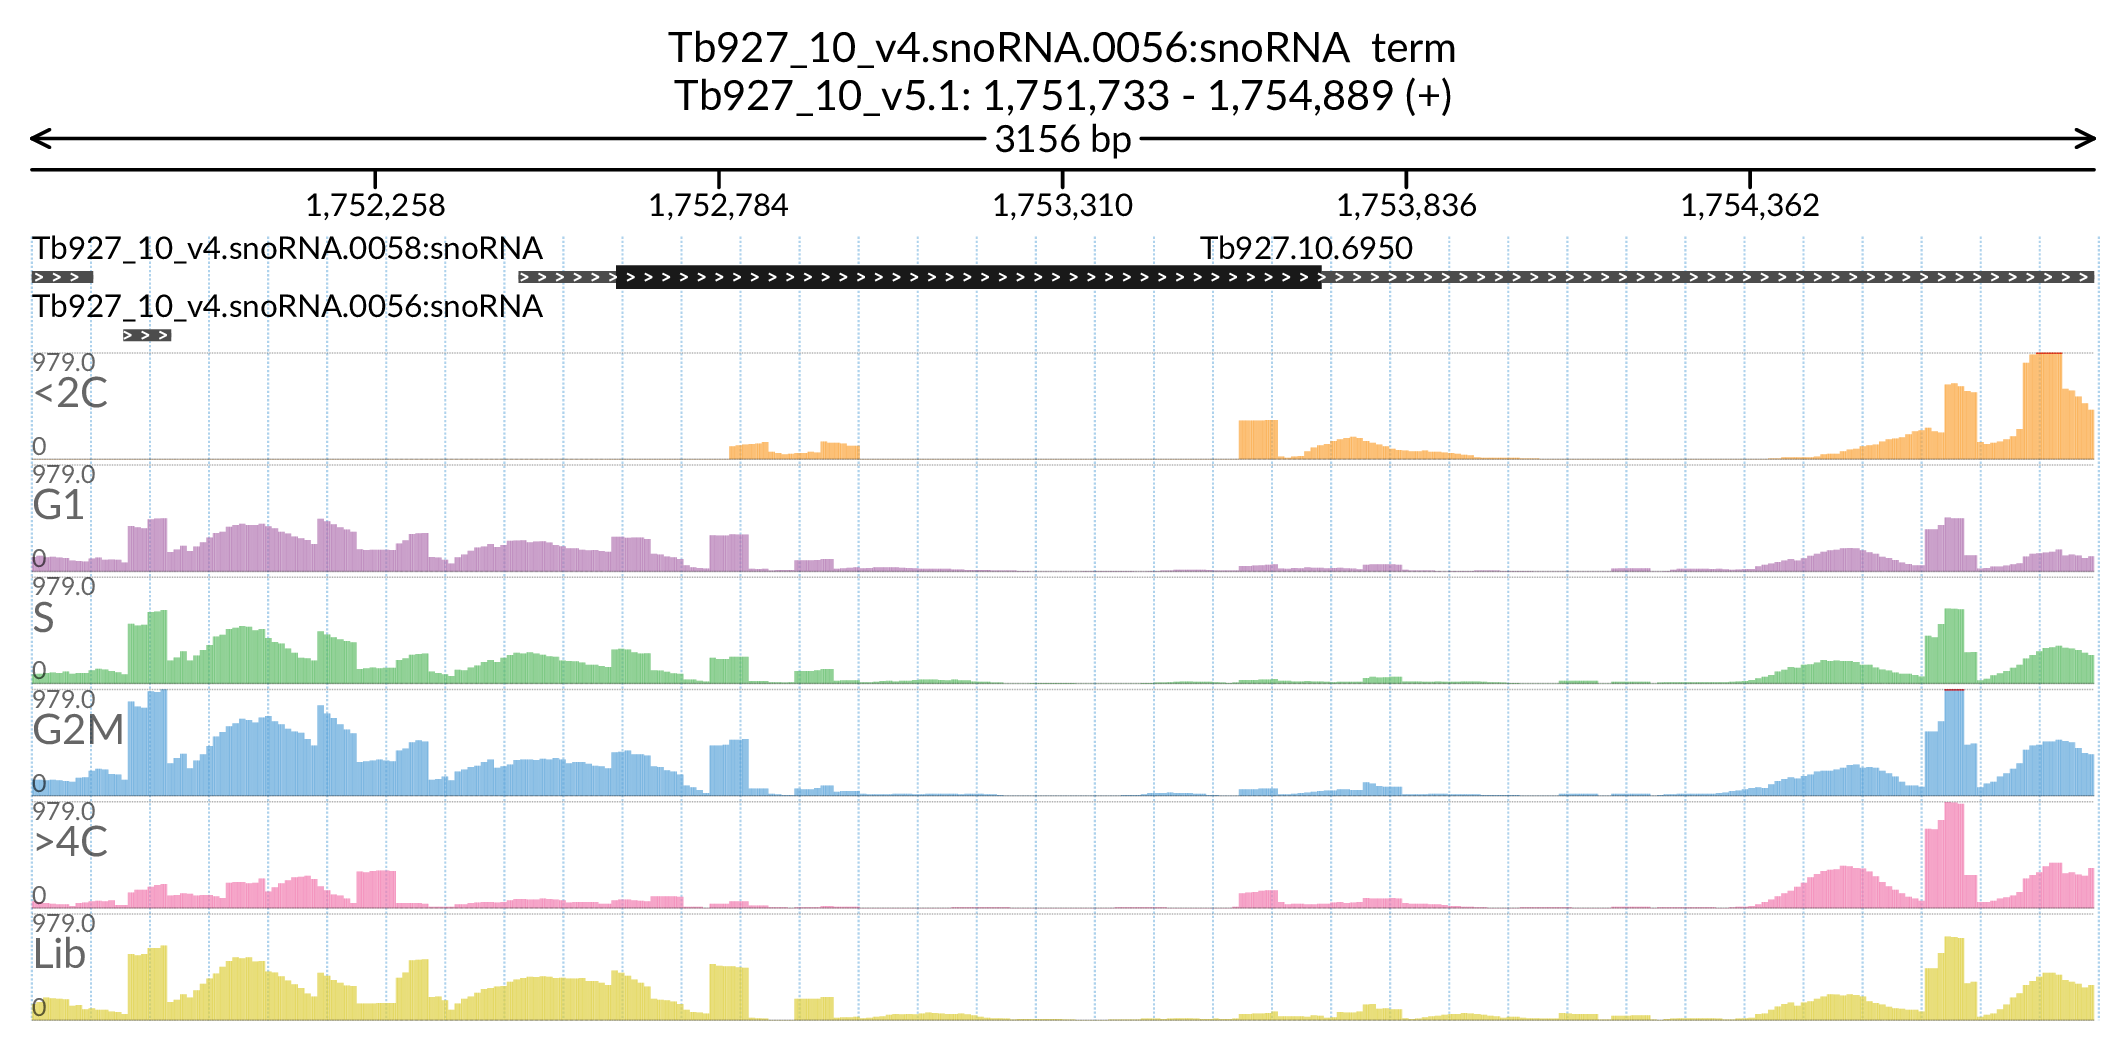 Tb927_10_v4.snoRNA.0056:snoRNA term
Tb927_10_v5.1: 1,751,733 - 1,754,889 (+)
3156 bp
1,752,258 1,752,784 1,753,310 1,753,836 1,754,362
Tb927_10_v4.snoRNA.0058:snoRNA Tb927.10.6950
Tb927_10_v4.snoRNA.0056:snoRNA
979.0
<2C
0
979.0
G1
0
979.0
S
0
979.0
G2M
0
979.0
>4C
0
979.0
Lib
0